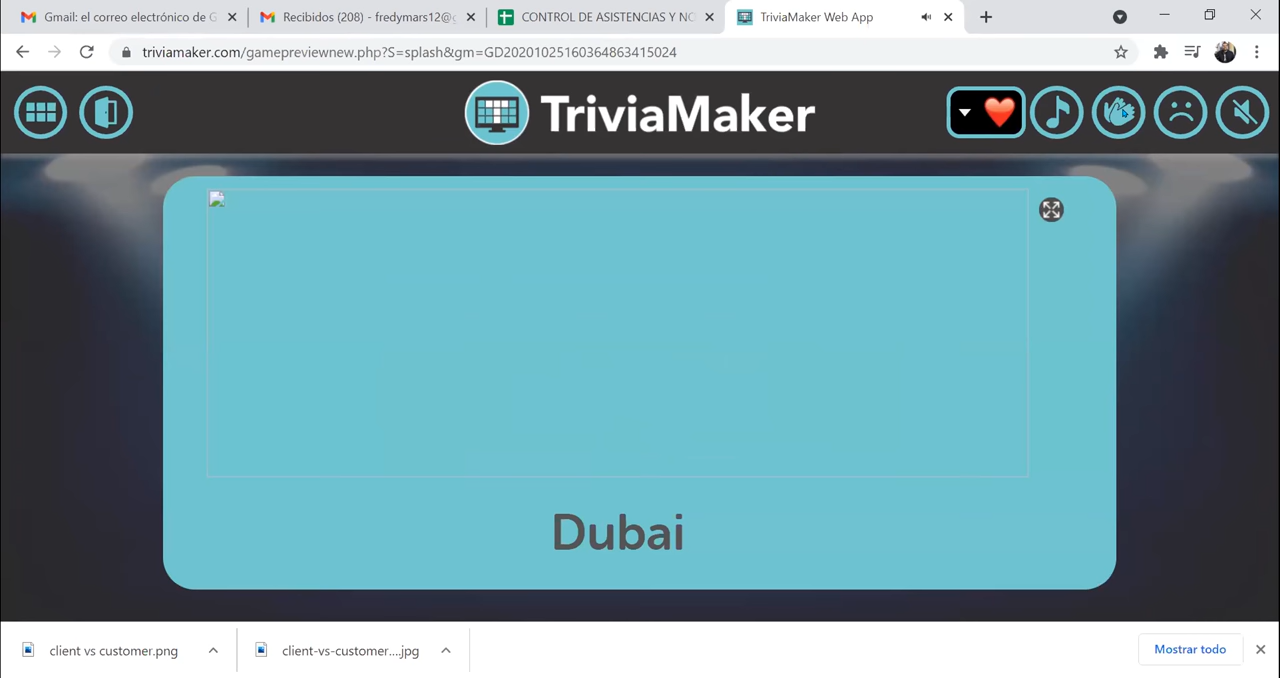 Gmail: el correo electrónico de G
Recibidos (208) - fredymars12@g
CONTROL DE ASISTENCIAS Y NO
TriviaMaker Web App
triviamaker.com/gamepreviewnew.php?S=splash&gm=GD20201025160364863415024
TriviaMaker
Dubai
client vs customer.png
client-vs-customer....jpg
Mostrar todo